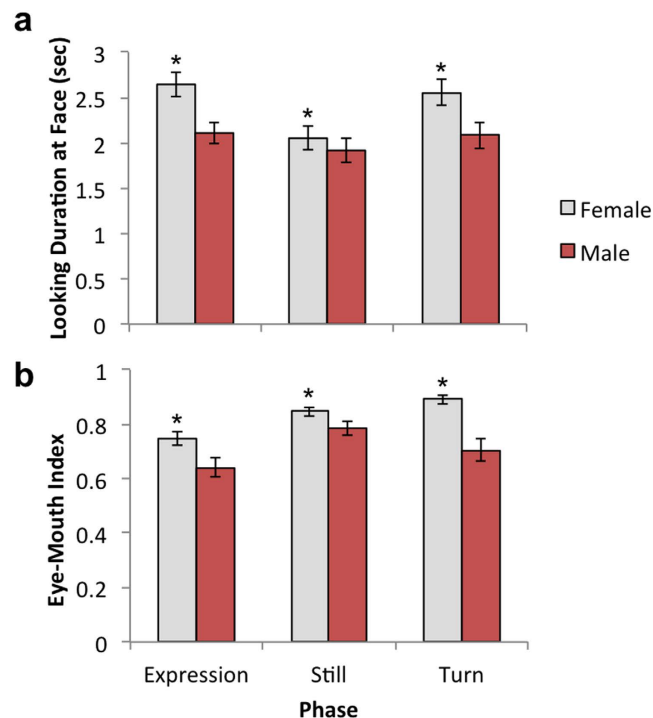 a
Looking Duration at Face (sec)
3
2.5
2
1.5
1
0.5
0
*
*
*
Female
Male
b
Eye-Mouth Index
1
0.8
0.6
0.4
0.2
0
*
*
*
Expression Still Turn
Phase